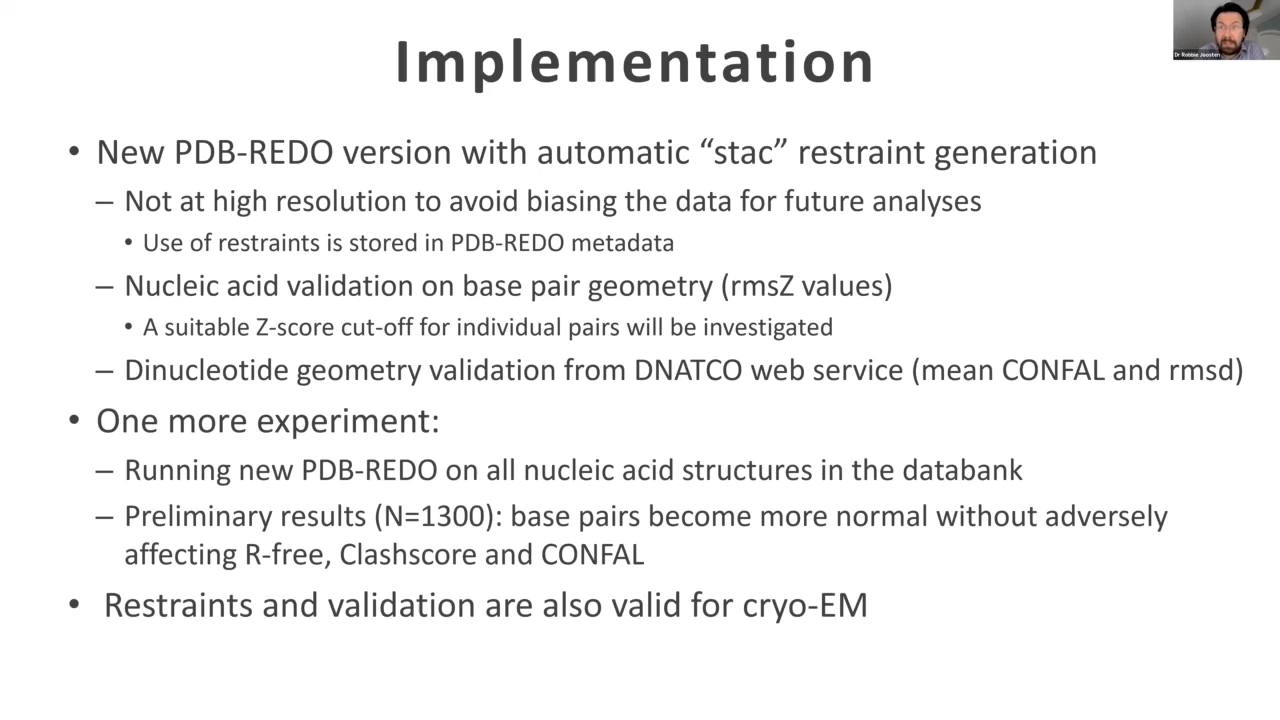 Implementation
Dr Robbie Joosten
• New PDB-REDO version with automatic “stac” restraint generation
– Not at high resolution to avoid biasing the data for future analyses
• Use of restraints is stored in PDB-REDO metadata
– Nucleic acid validation on base pair geometry (rmsZ values)
• A suitable Z-score cut-off for individual pairs will be investigated
– Dinucleotide geometry validation from DNATCO web service (mean CONFAL and rmsd)
• One more experiment:
– Running new PDB-REDO on all nucleic acid structures in the databank
– Preliminary results (N=1300): base pairs become more normal without adversely
affecting R-free, Clashscore and CONFAL
• Restraints and validation are also valid for cryo-EM